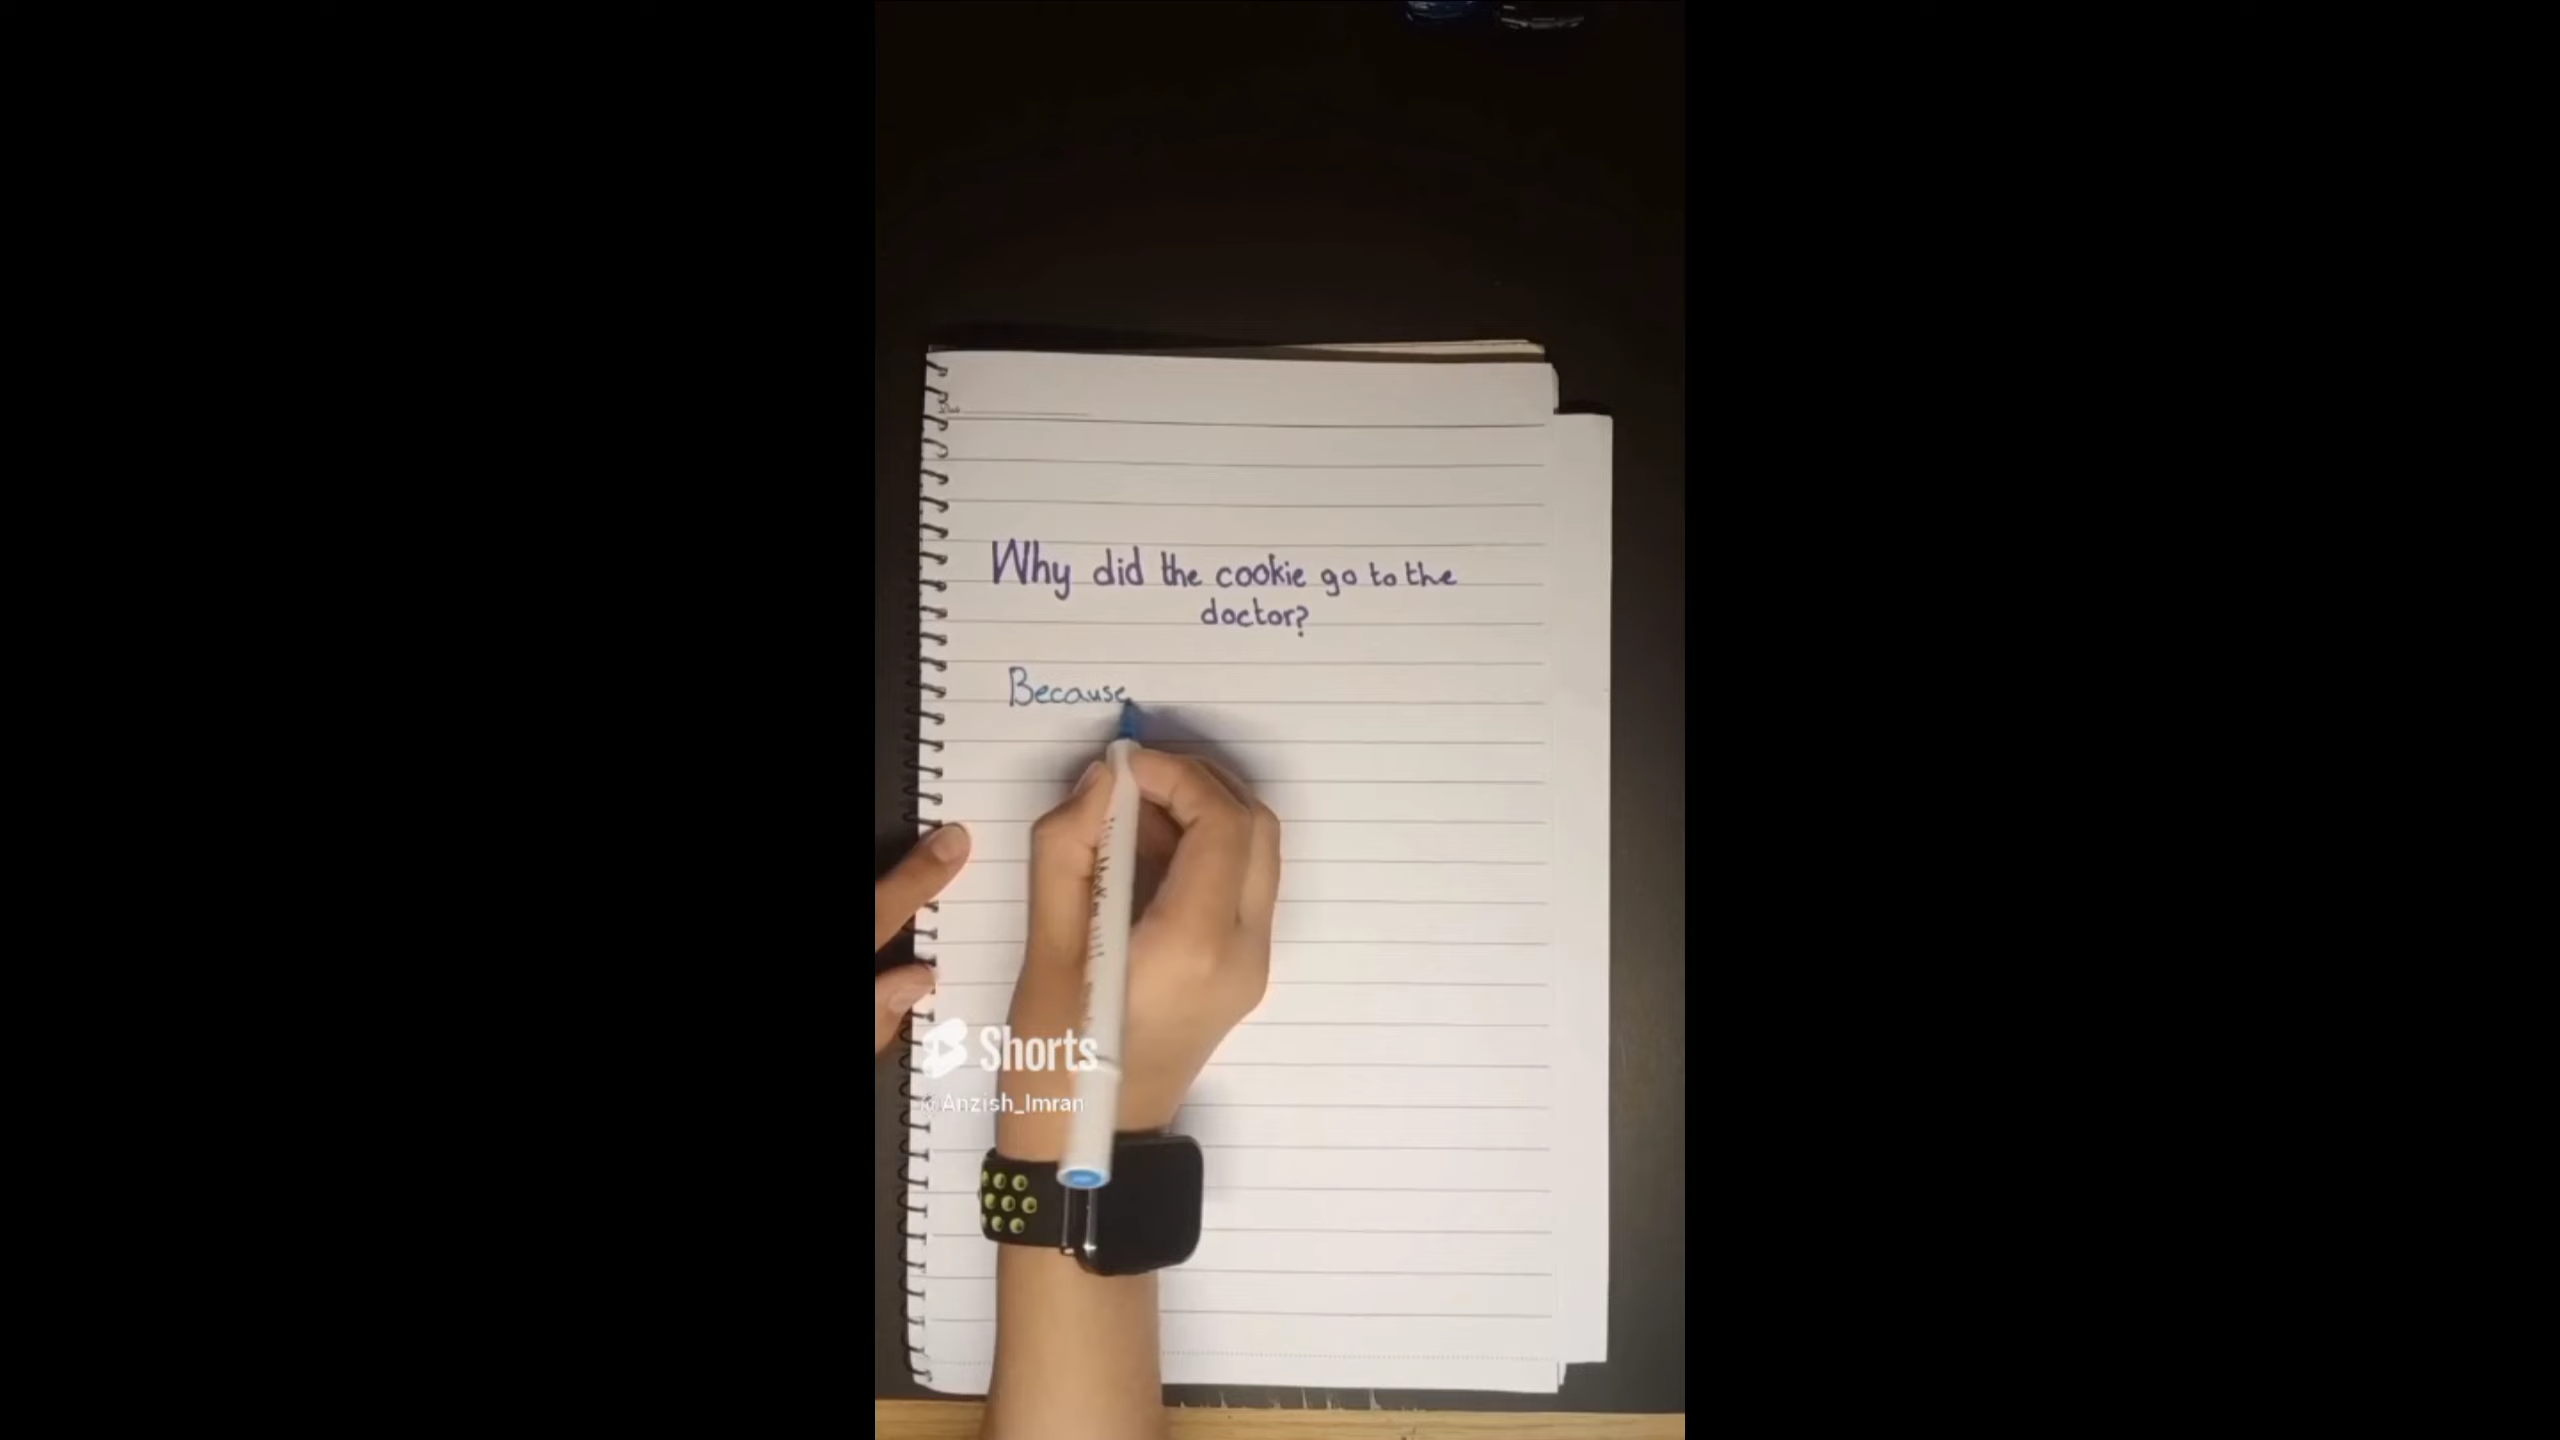 Why did the cookie go to the
doctor?
Because
Shorts
@Anzish_Imran